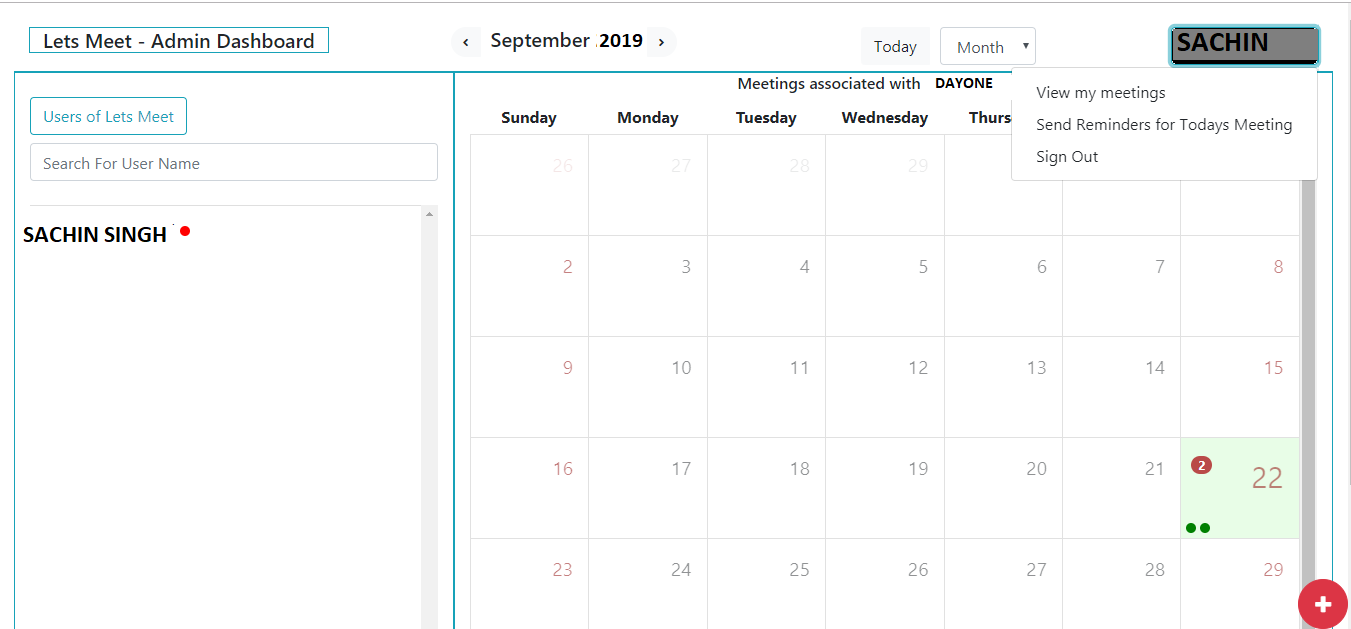 Lets Meet - Admin Dashboard
‹ September 2019 ›
Today
Month
SACHIN
View my meetings
Send Reminders for Todays Meeting
Sign Out
Users of Lets Meet
Search For User Name
SACHIN SINGH
Meetings associated with DAYONE
Sunday Monday Tuesday Wednesday Thurs
26 27 28 29
2 3 4 5 6 7 8
9 10 11 12 13 14 15
16 17 18 19 20 21 2 22
23 24 25 26 27 28 29
+